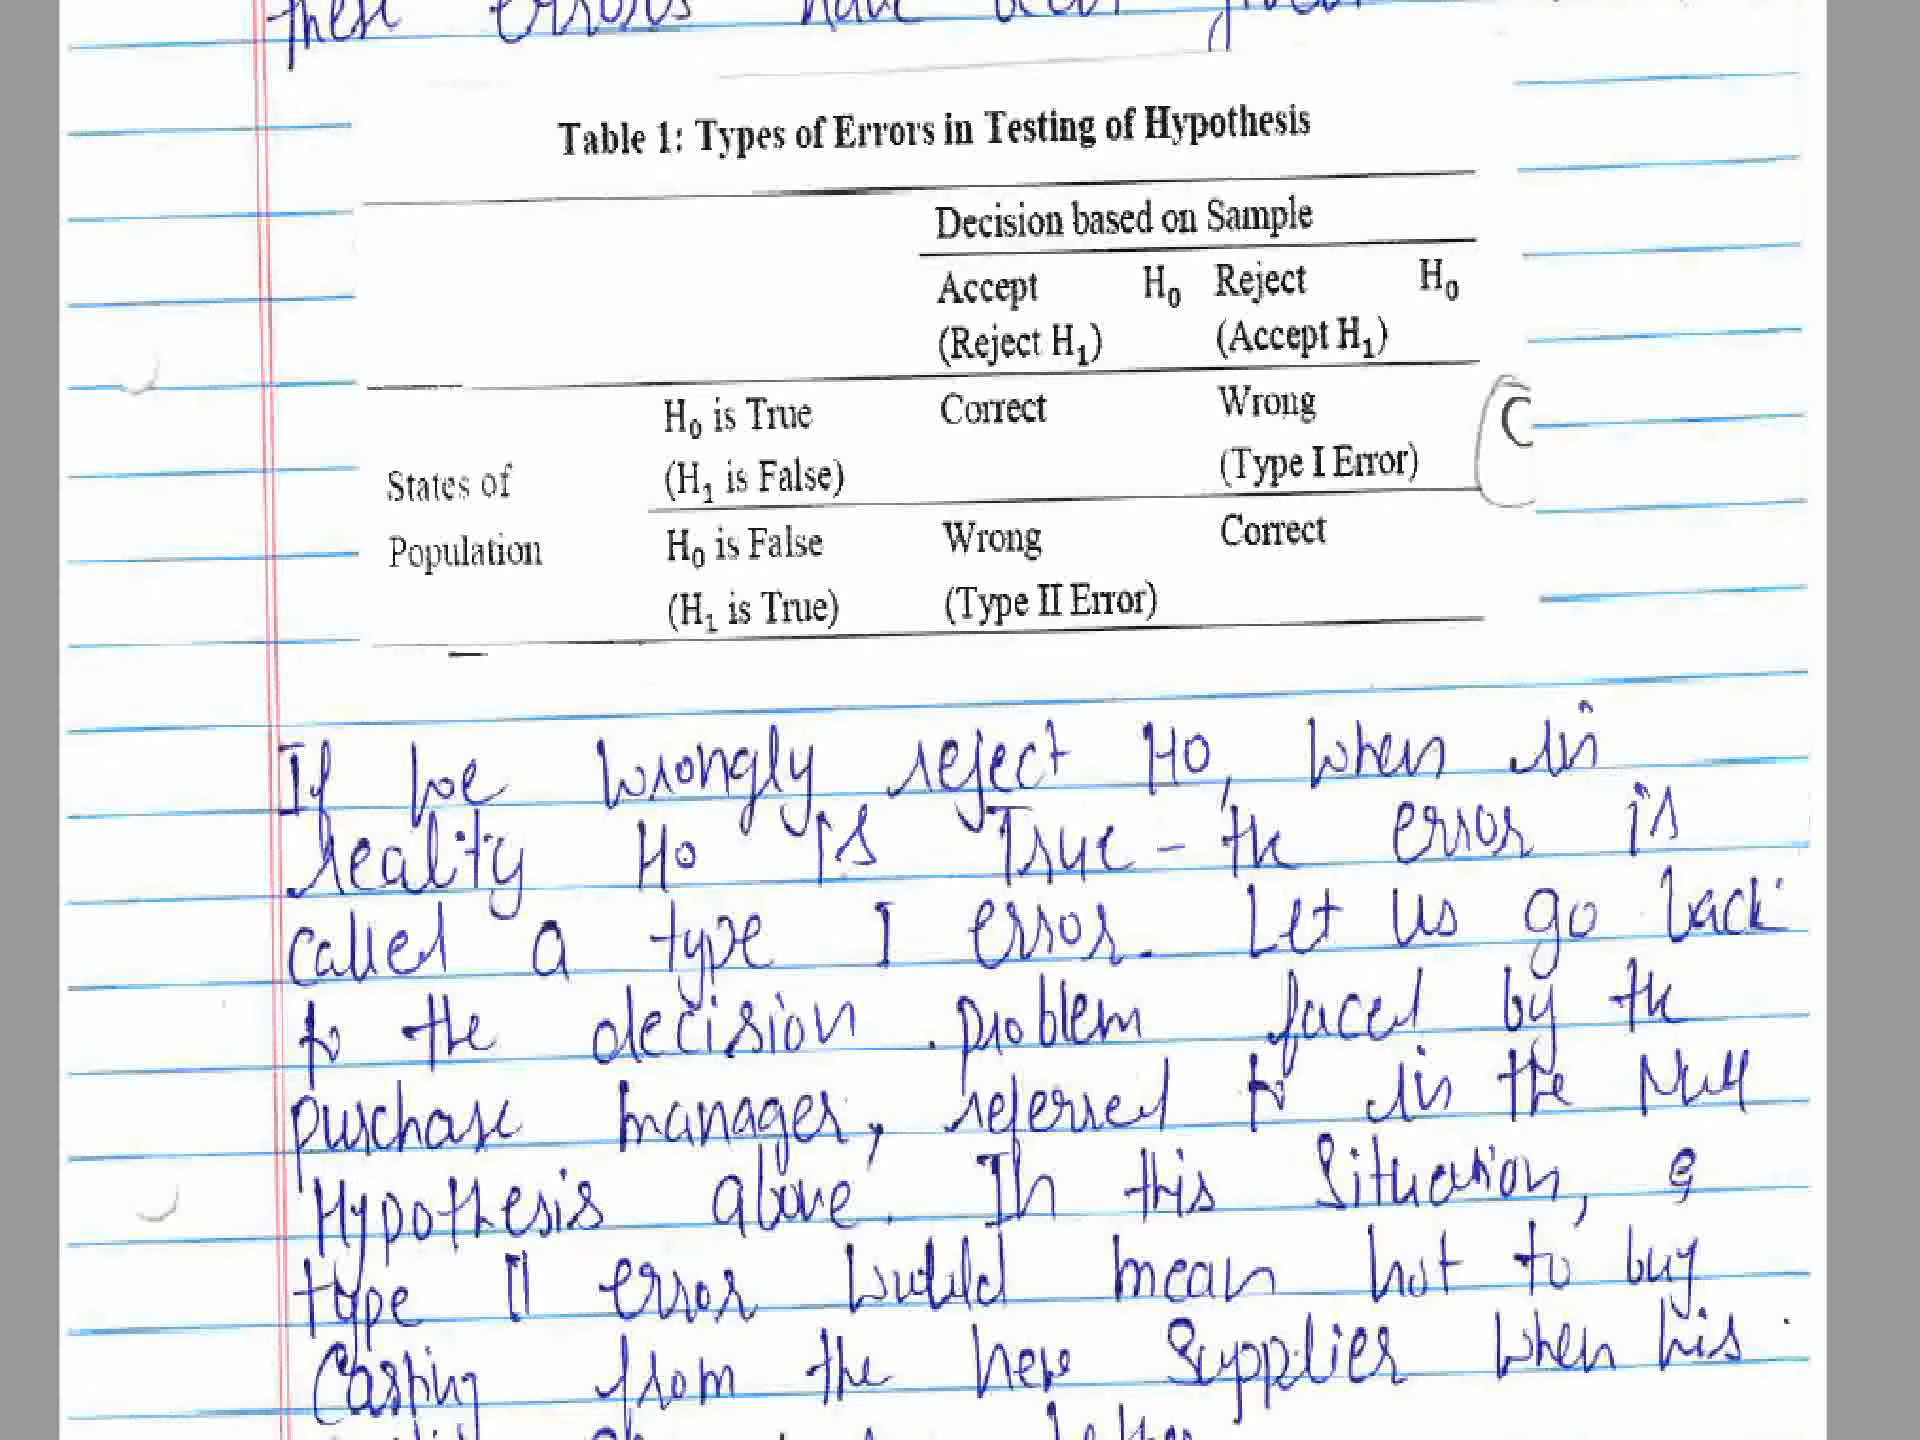 these errors have been given
Table 1: Types of Errors in Testing of Hypothesis
Decision based on Sample
Accept H₀ Reject H₀
(Reject H₁) (Accept H₁)
H₀ is True Correct Wrong
(H₁ is False) (Type I Error)
States of
Population H₀ is False Wrong Correct
(H₁ is True) (Type II Error)
If we wrongly reject H0, when in
reality H0 is True - the error is
called a type I error. Let us go back
to the decision problem faced by the
purchase manager, referred to in the Null
Hypothesis above. In this situation, a
type II error would mean not to buy
Casting from the new supplier when his